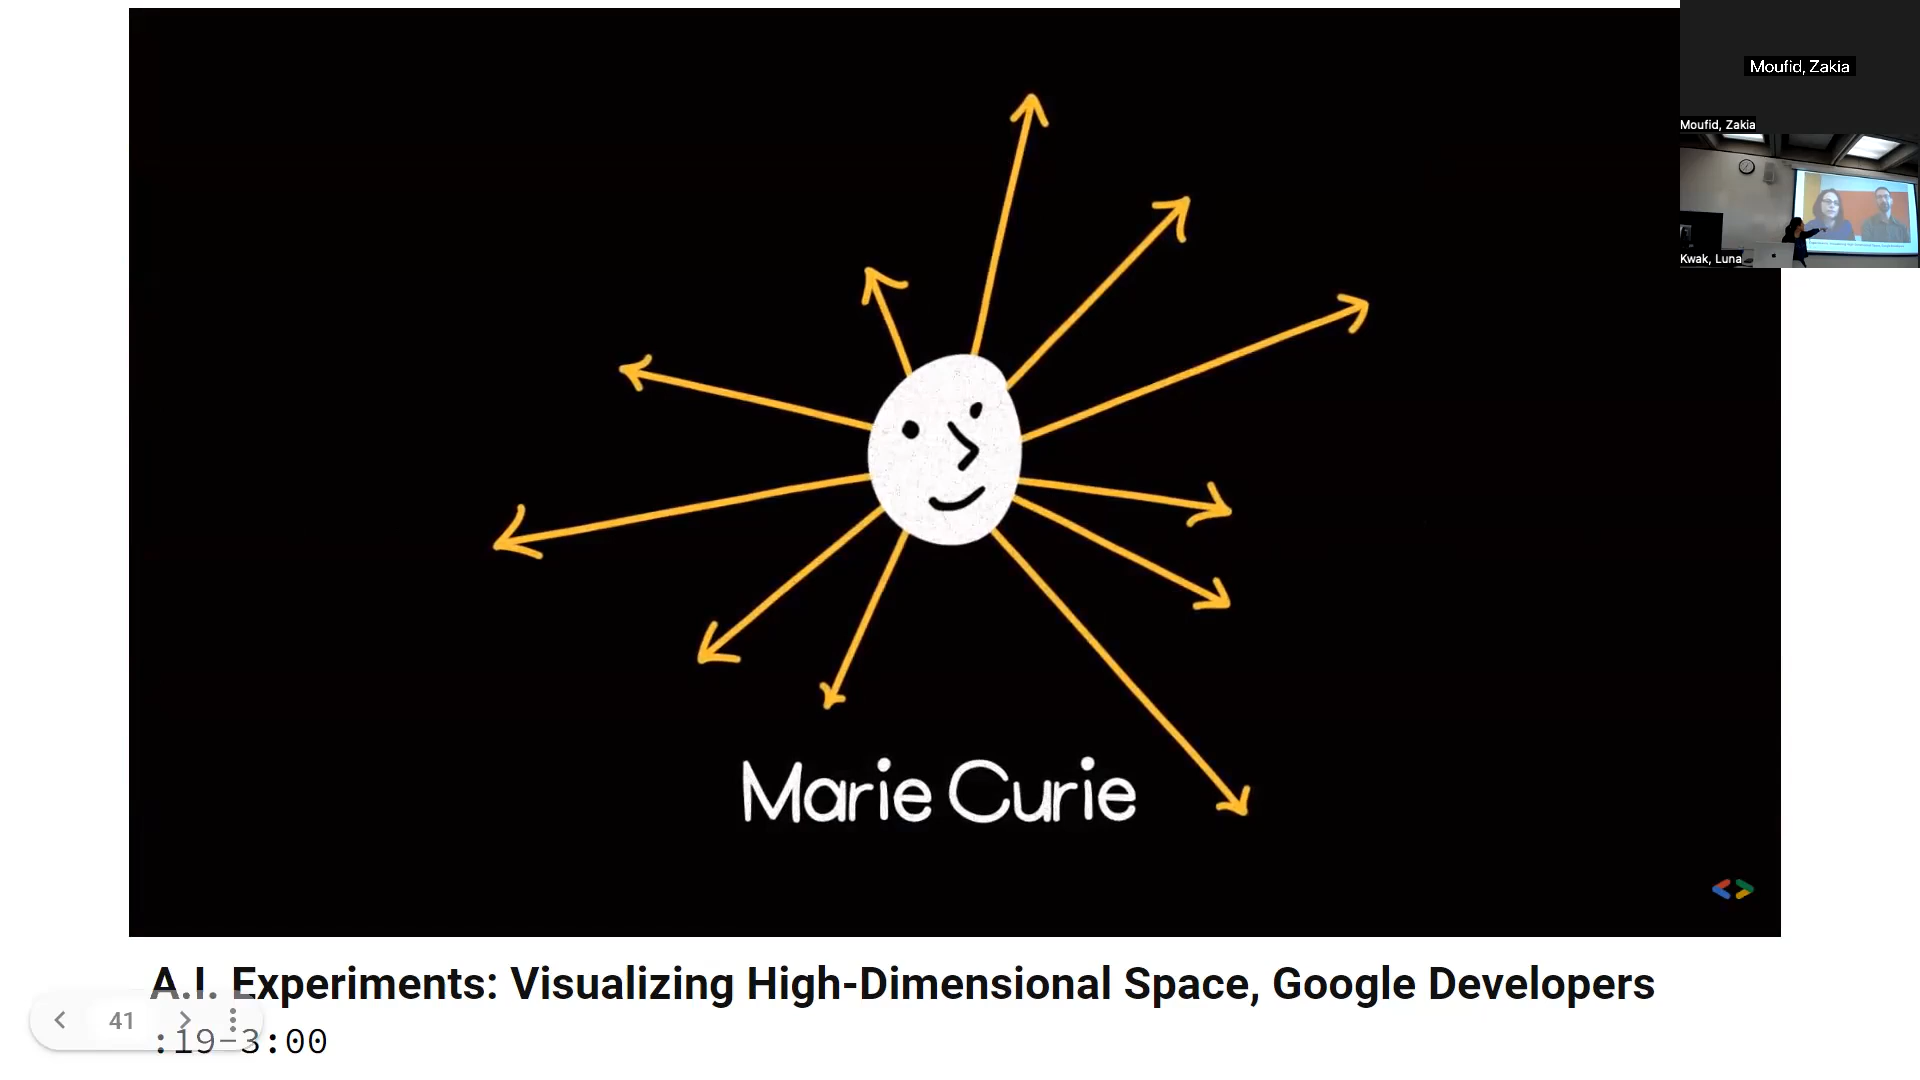 Moufid, Zakia
Moufid, Zakia
Kwak, Luna
Marie Curie
A.I. Experiments: Visualizing High-Dimensional Space, Google Developers
41
:19-3:00